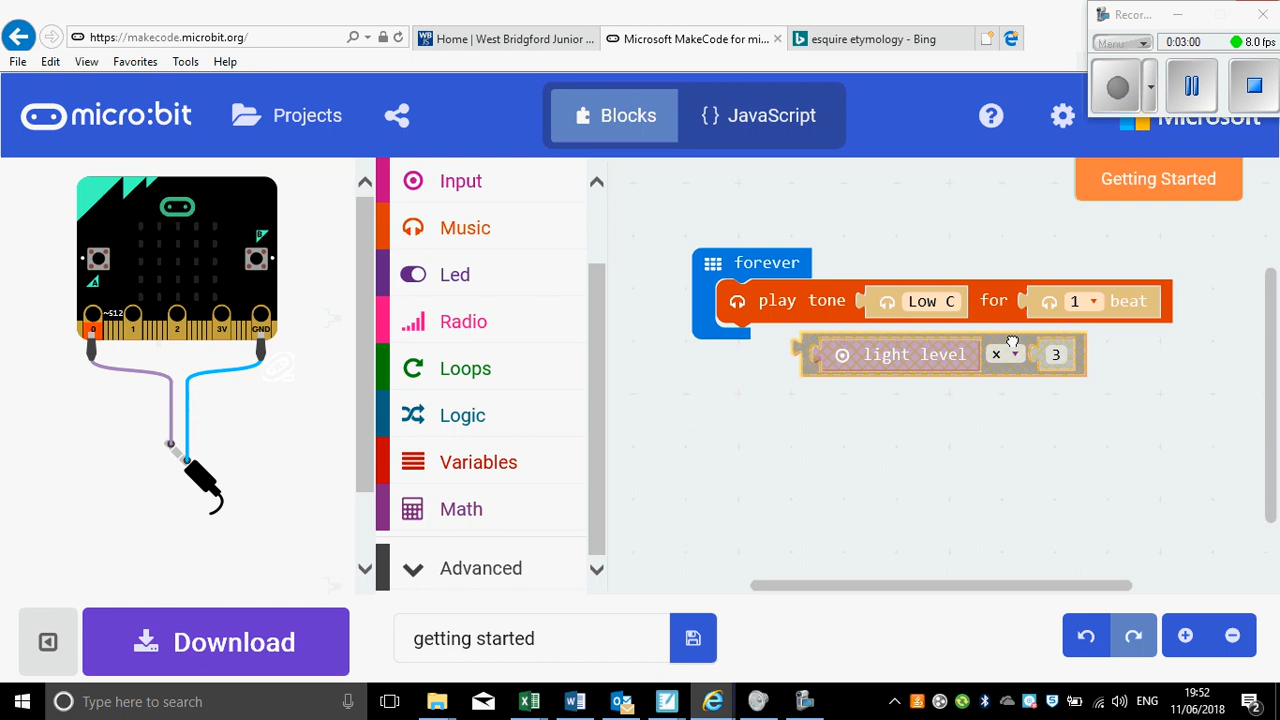 Recor...
https://makecode.microbit.org/
Home | West Bridgford Junior ...
Microsoft MakeCode for mi...
esquire etymology - Bing
Menu
0:03:00
8.0 fps
File Edit View Favorites Tools Help
micro:bit
Projects
Blocks
{ } JavaScript
?
Microsoft
Getting Started
Input
Music
Led
Radio
Loops
Logic
Variables
Math
Advanced
B
A
~512
0 1 2 3V GND
forever
play tone Low C for 1 beat
light level x 3
Download
getting started
Type here to search
ENG
19:52
11/06/2018
2